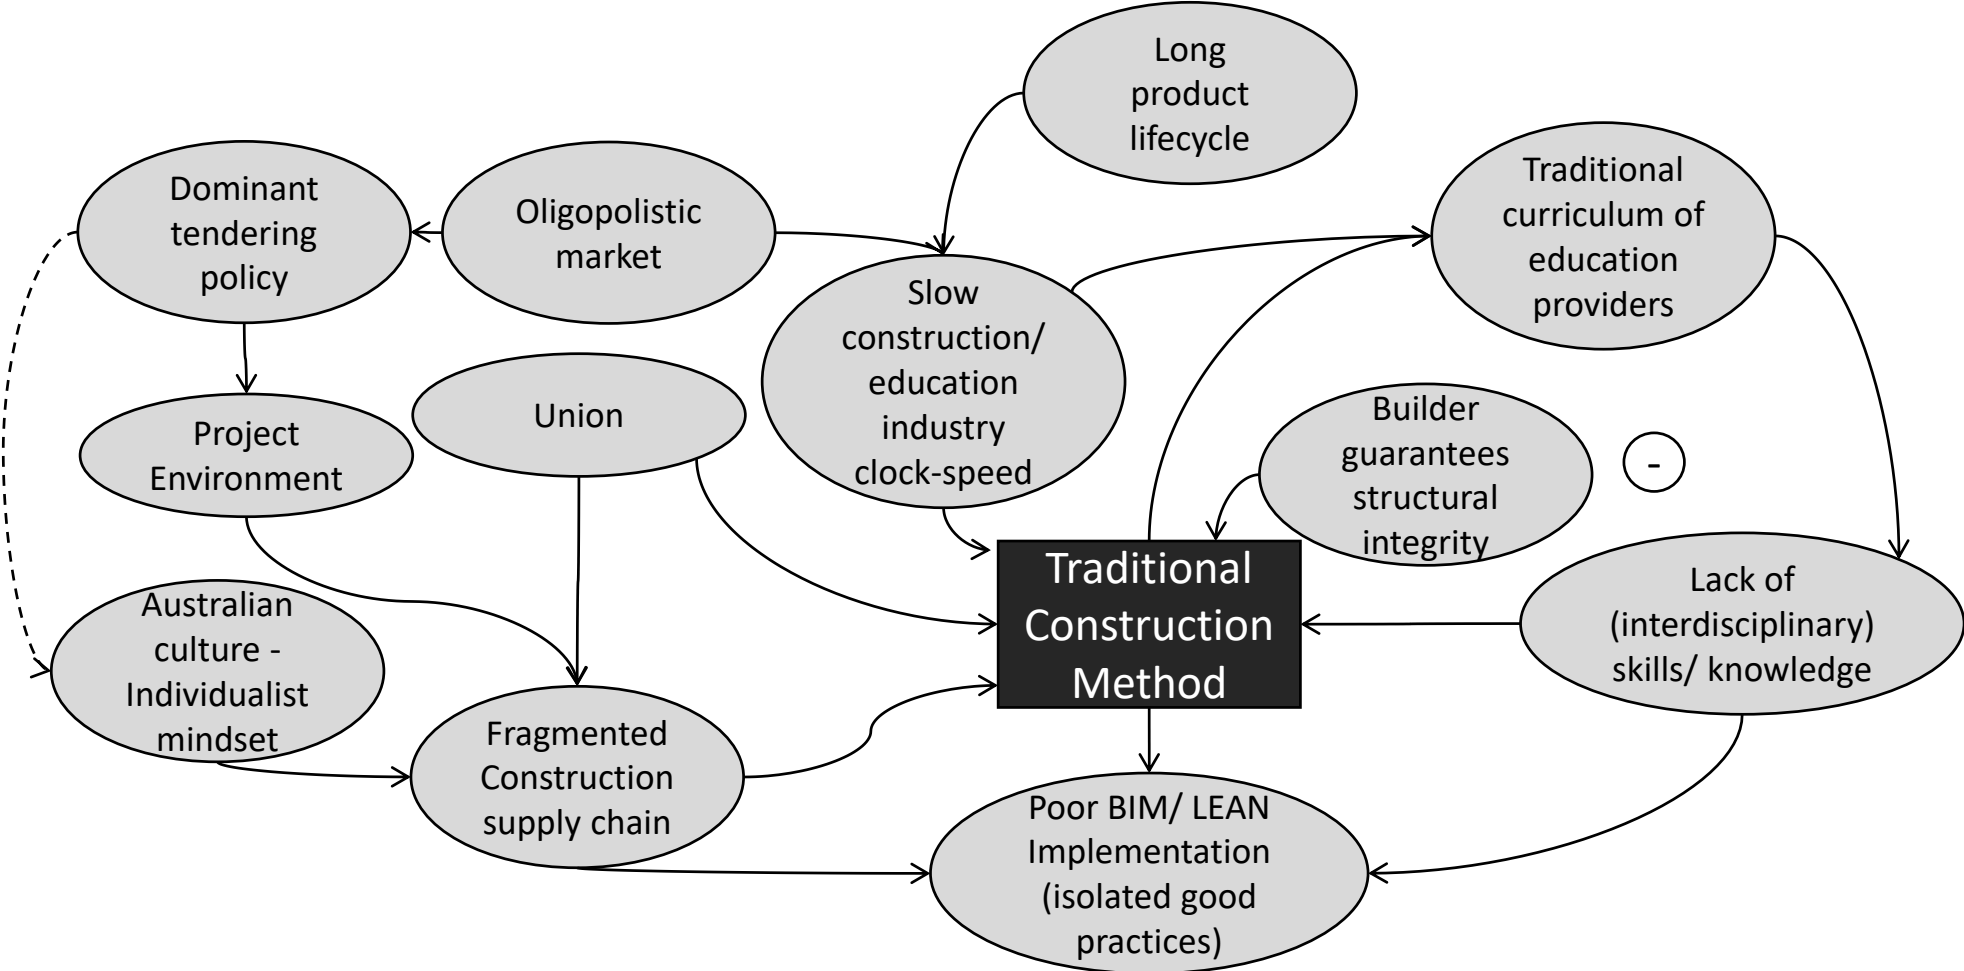 Long
product
lifecycle
Dominant
tendering
policy
Oligopolistic
market
Traditional
curriculum of
education
providers
Slow
construction/
education
industry
clock-speed
Project
Environment
Union
Builder
guarantees
structural
integrity
-
Traditional
Construction
Method
Lack of
(interdisciplinary)
skills/ knowledge
Australian
culture -
Individualist
mindset
Fragmented
Construction
supply chain
Poor BIM/ LEAN
Implementation
(isolated good
practices)